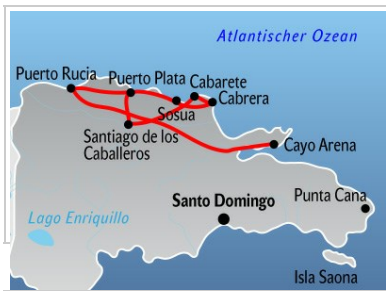 Atlantischer Ozean
Puerto Rucia
Puerto Plata
Cabarete
Cabrera
Sosua
Santiago de los
Caballeros
Cayo Arena
Santo Domingo
Punta Cana
Lago Enriquillo
Isla Saona